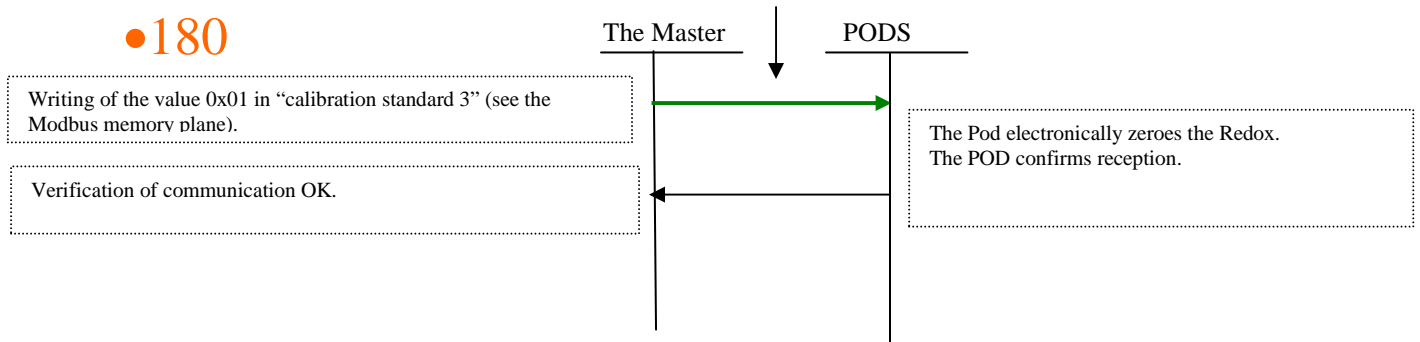 •180
The Master PODS
Writing of the value 0x01 in “calibration standard 3” (see the
Modbus memory plane).
The Pod electronically zeroes the Redox.
The POD confirms reception.
Verification of communication OK.